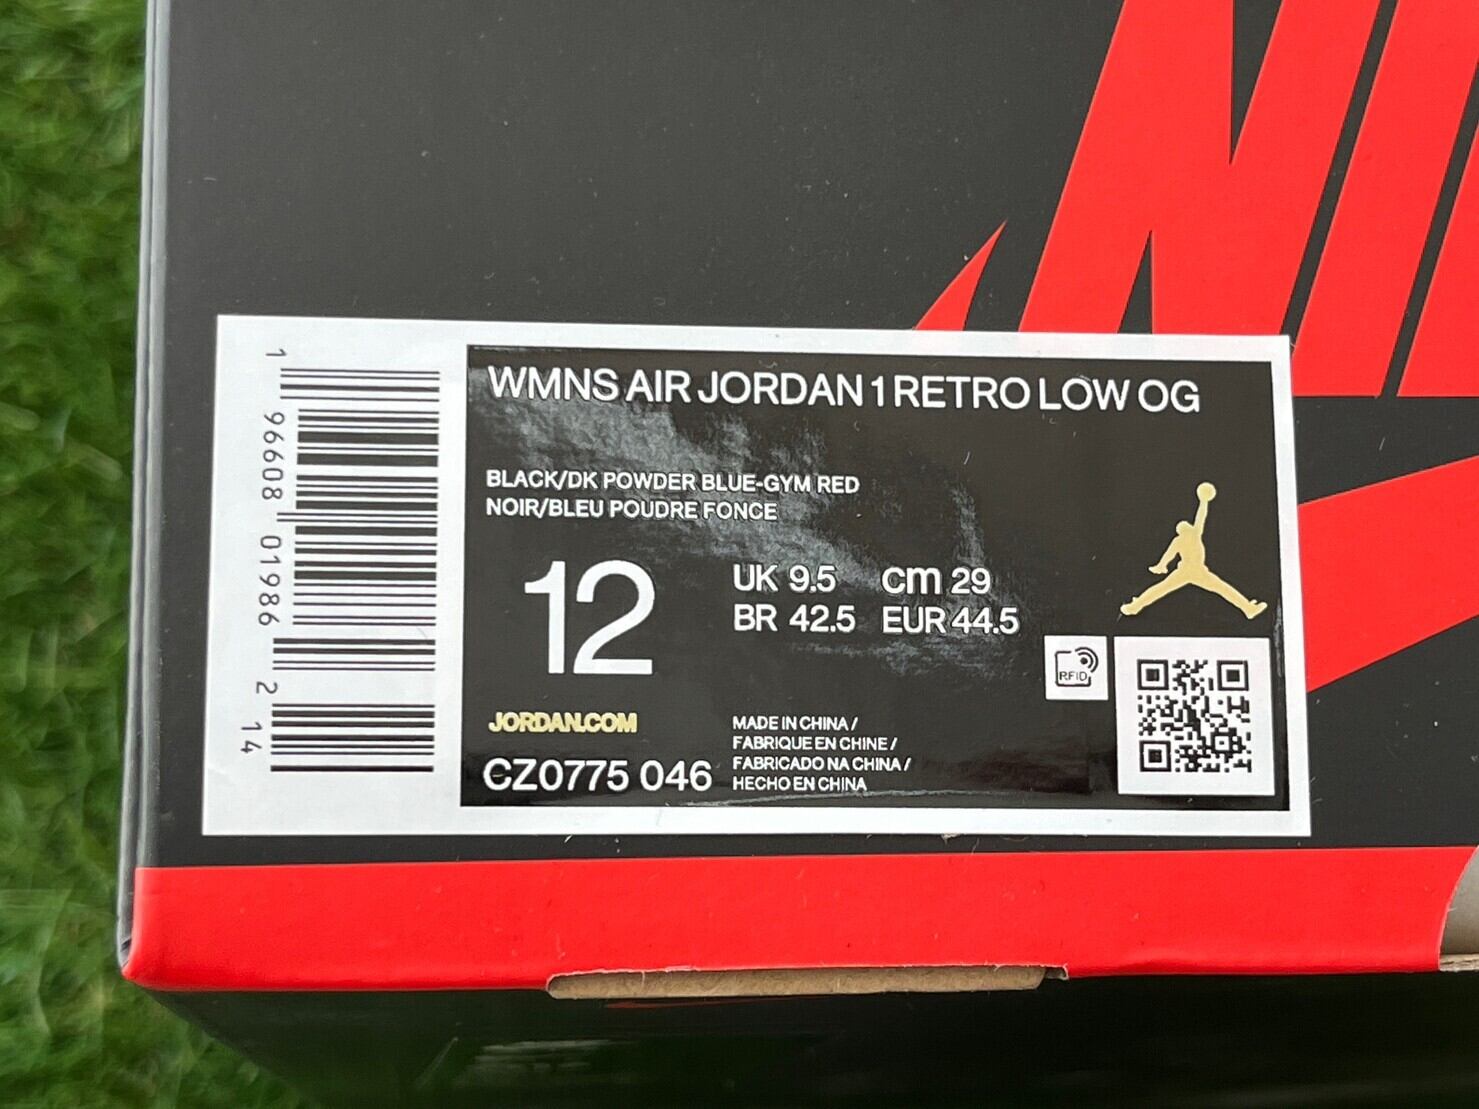 NI
WMNS AIR JORDAN 1 RETRO LOW OG
BLACK/DK POWDER BLUE-GYM RED
NOIR/BLEU POUDRE FONCE
12
UK 9.5 cm 29
BR 42.5 EUR 44.5
RFID
JORDAN.COM
CZ0775 046
MADE IN CHINA /
FABRIQUE EN CHINE /
FABRICADO NA CHINA /
HECHO EN CHINA
1 96608 01986 2 14